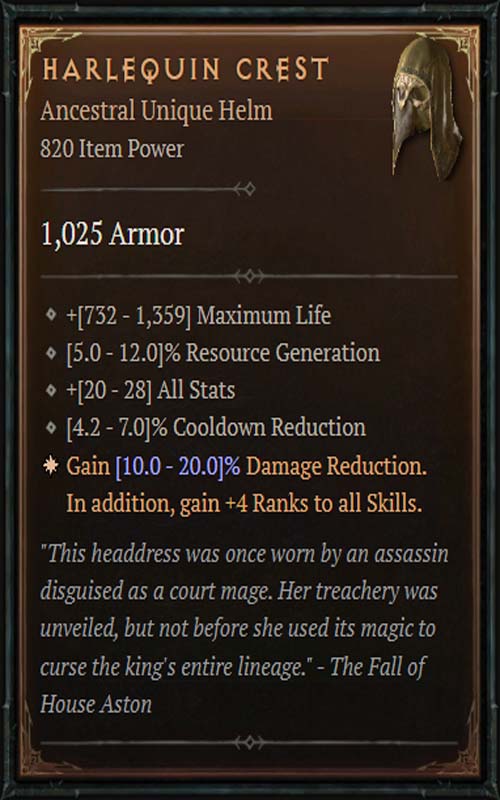 HARLEQUIN CREST
Ancestral Unique Helm
820 Item Power
1,025 Armor
+[732 - 1,359] Maximum Life
[5.0 - 12.0]% Resource Generation
+[20 - 28] All Stats
[4.2 - 7.0]% Cooldown Reduction
Gain [10.0 - 20.0]% Damage Reduction.
In addition, gain +4 Ranks to all Skills.
"This headdress was once worn by an assassin
disguised as a court mage. Her treachery was
unveiled, but not before she used its magic to
curse the king's entire lineage." - The Fall of
House Aston